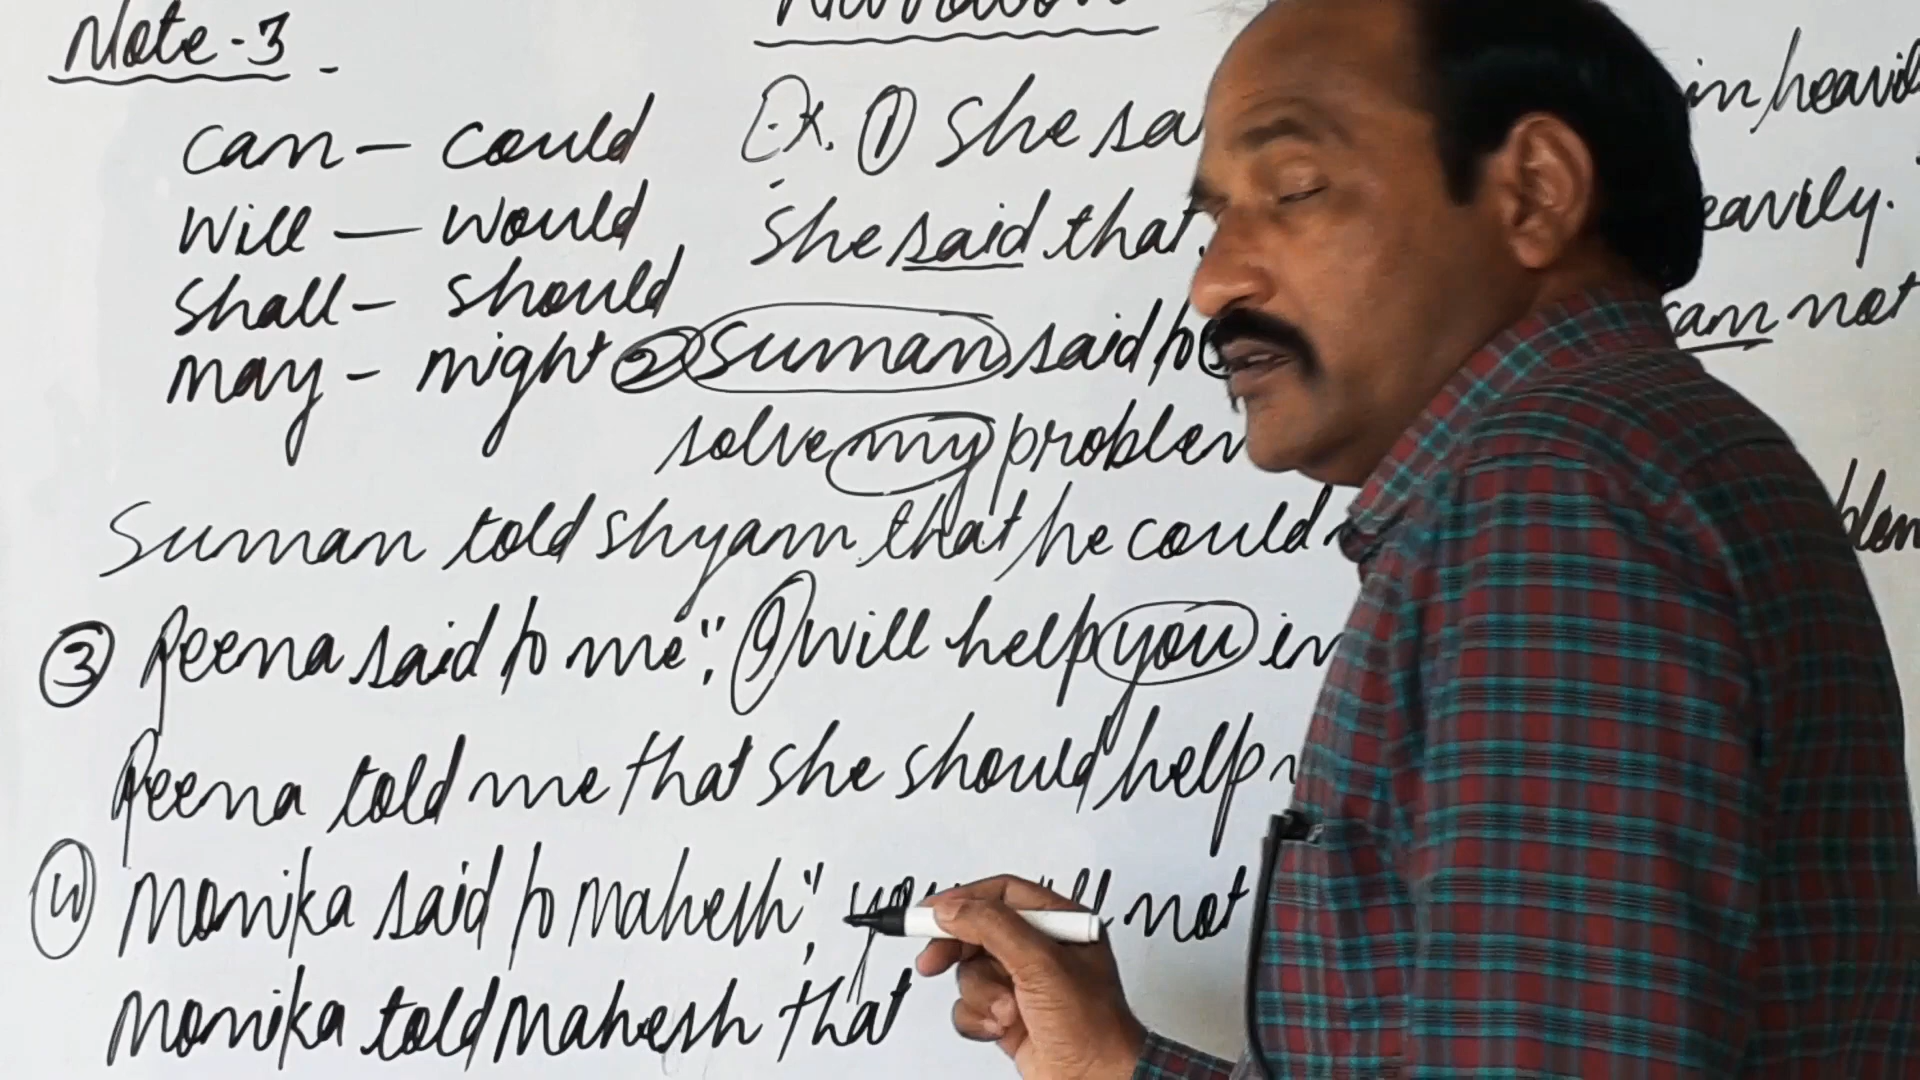 Note-3
Narration
can - could
Ex. ① She sa in heavil
Will - would
She said that eavily.
shall - should
may - might ② Suman said to can not
solve my problem
Suman told shyam that he could blem
③ Reena said to me, "I will help you in
Reena told me that she should help
④ Monika said to Mahesh, " you not
Monika told Mahesh that